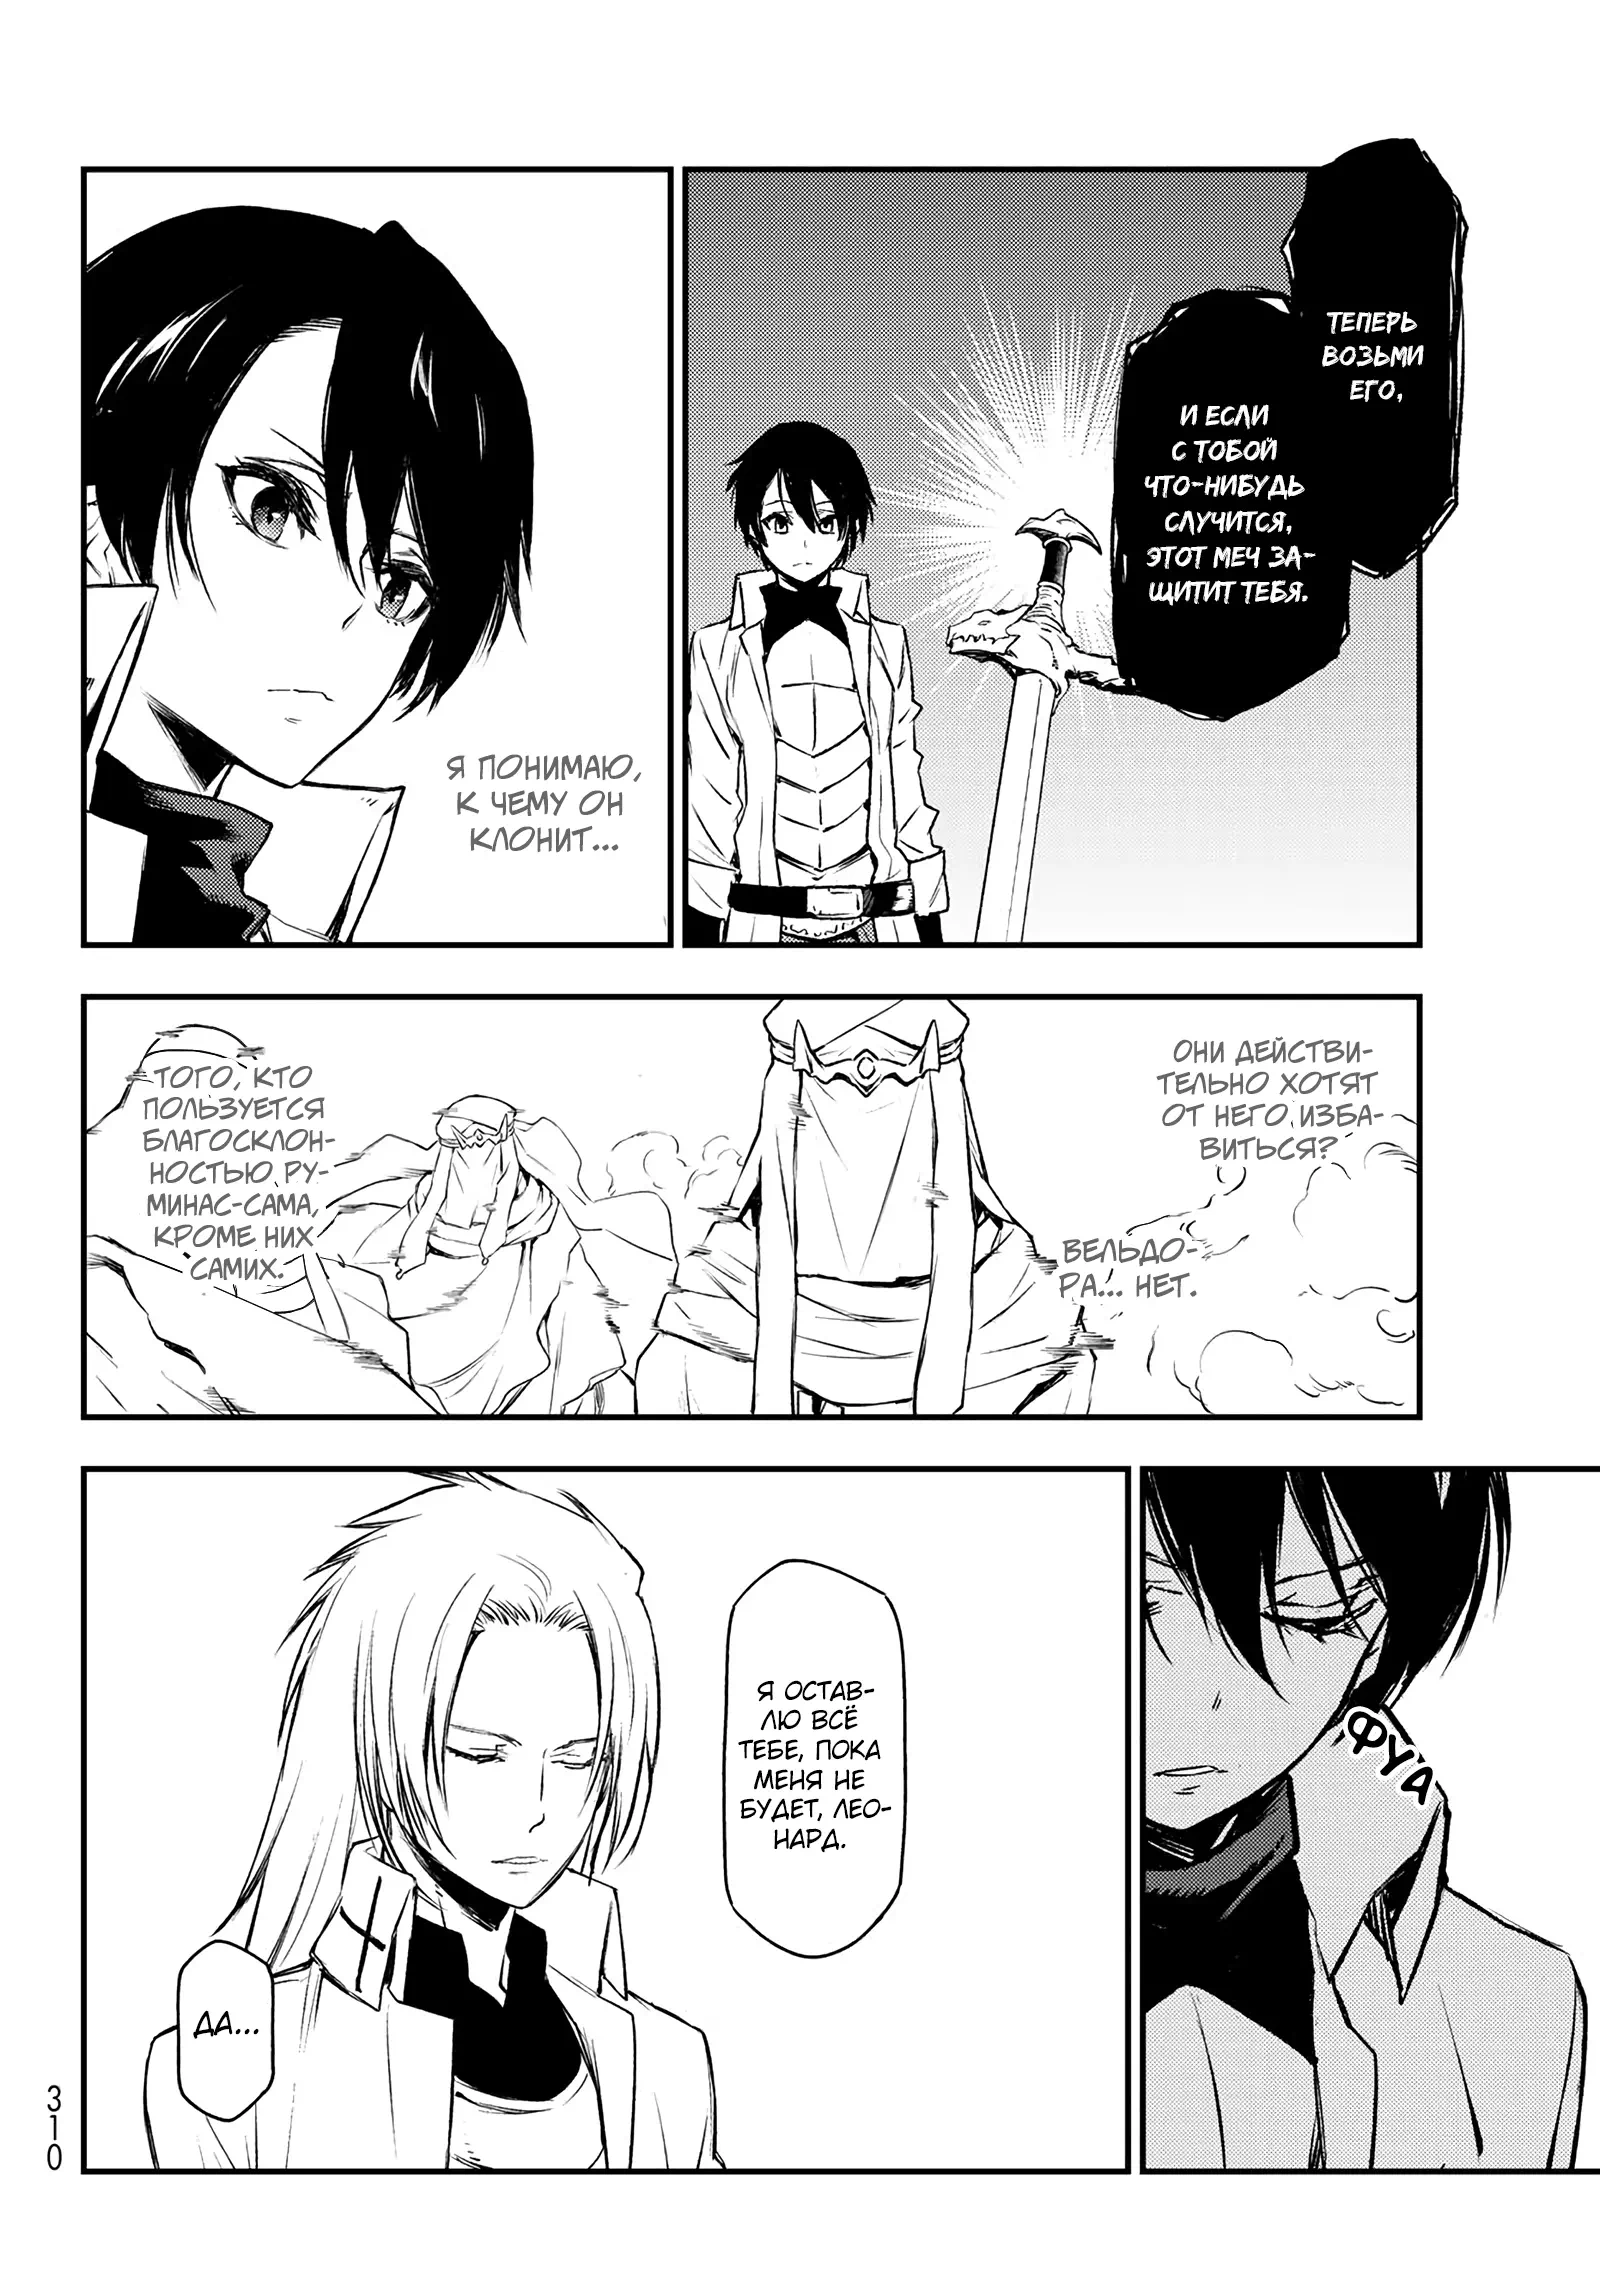 ТЕПЕРЬ
ВОЗЬМИ
ЕГО,
И ЕСЛИ
С ТОБОЙ
ЧТО-НИБУДЬ
СЛУЧИТСЯ,
ЭТОТ МЕЧ ЗА-
ЩИТИТ ТЕБЯ.
Я ПОНИМАЮ,
К ЧЕМУ ОН
КЛОНИТ...
ОНИ ДЕЙСТВИ-
ТЕЛЬНО ХОТЯТ
ОТ НЕГО ИЗБА-
ВИТЬСЯ?
ВЕЛЬДО-
РА... НЕТ.
ТОГО, КТО
ПОЛЬЗУЕТСЯ
БЛАГОСКЛОН-
НОСТЬЮ РУ-
МИНАС-САМА,
КРОМЕ НИХ
САМИХ.
ФУА
Я ОСТАВ-
ЛЮ ВСЁ
ТЕБЕ, ПОКА
МЕНЯ НЕ
БУДЕТ, ЛЕО-
НАРД.
ДА...
310